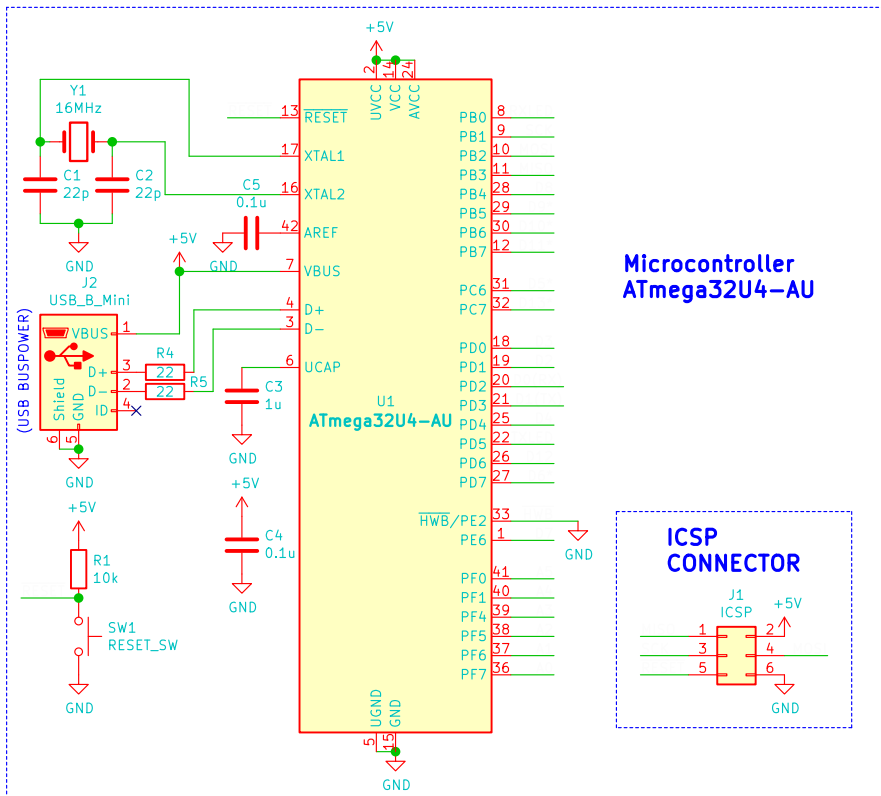 +5V
Y1
16MHz
C1
22p
C2
22p
GND
C5
0.1u
GND
+5V
J2
USB_B_Mini
(USB BUSPOWER)
VBUS 1
D+ 3
D- 2
ID 4
Shield
GND
6
5
GND
R4
22
22
R5
C3
1u
GND
+5V
C4
0.1u
GND
+5V
R1
10k
SW1
RESET_SW
GND
2
14
24
UVCC
VCC
AVCC
13 RESET
17 XTAL1
16 XTAL2
42 AREF
7 VBUS
4 D+
3 D-
6 UCAP
U1
ATmega32U4-AU
PB0 8
PB1 9
PB2 10
PB3 11
PB4 28
PB5 29
PB6 30
PB7 12
PC6 31
PC7 32
PD0 18
PD1 19
PD2 20
PD3 21
PD4 25
PD5 22
PD6 26
PD7 27
HWB/PE2 33
PE6 1
GND
PF0 41
PF1 40
PF4 39
PF5 38
PF6 37
PF7 36
UGND
GND
5
15
GND
Microcontroller
ATmega32U4-AU
ICSP
CONNECTOR
J1
ICSP
+5V
1 2
3 4
5 6
GND